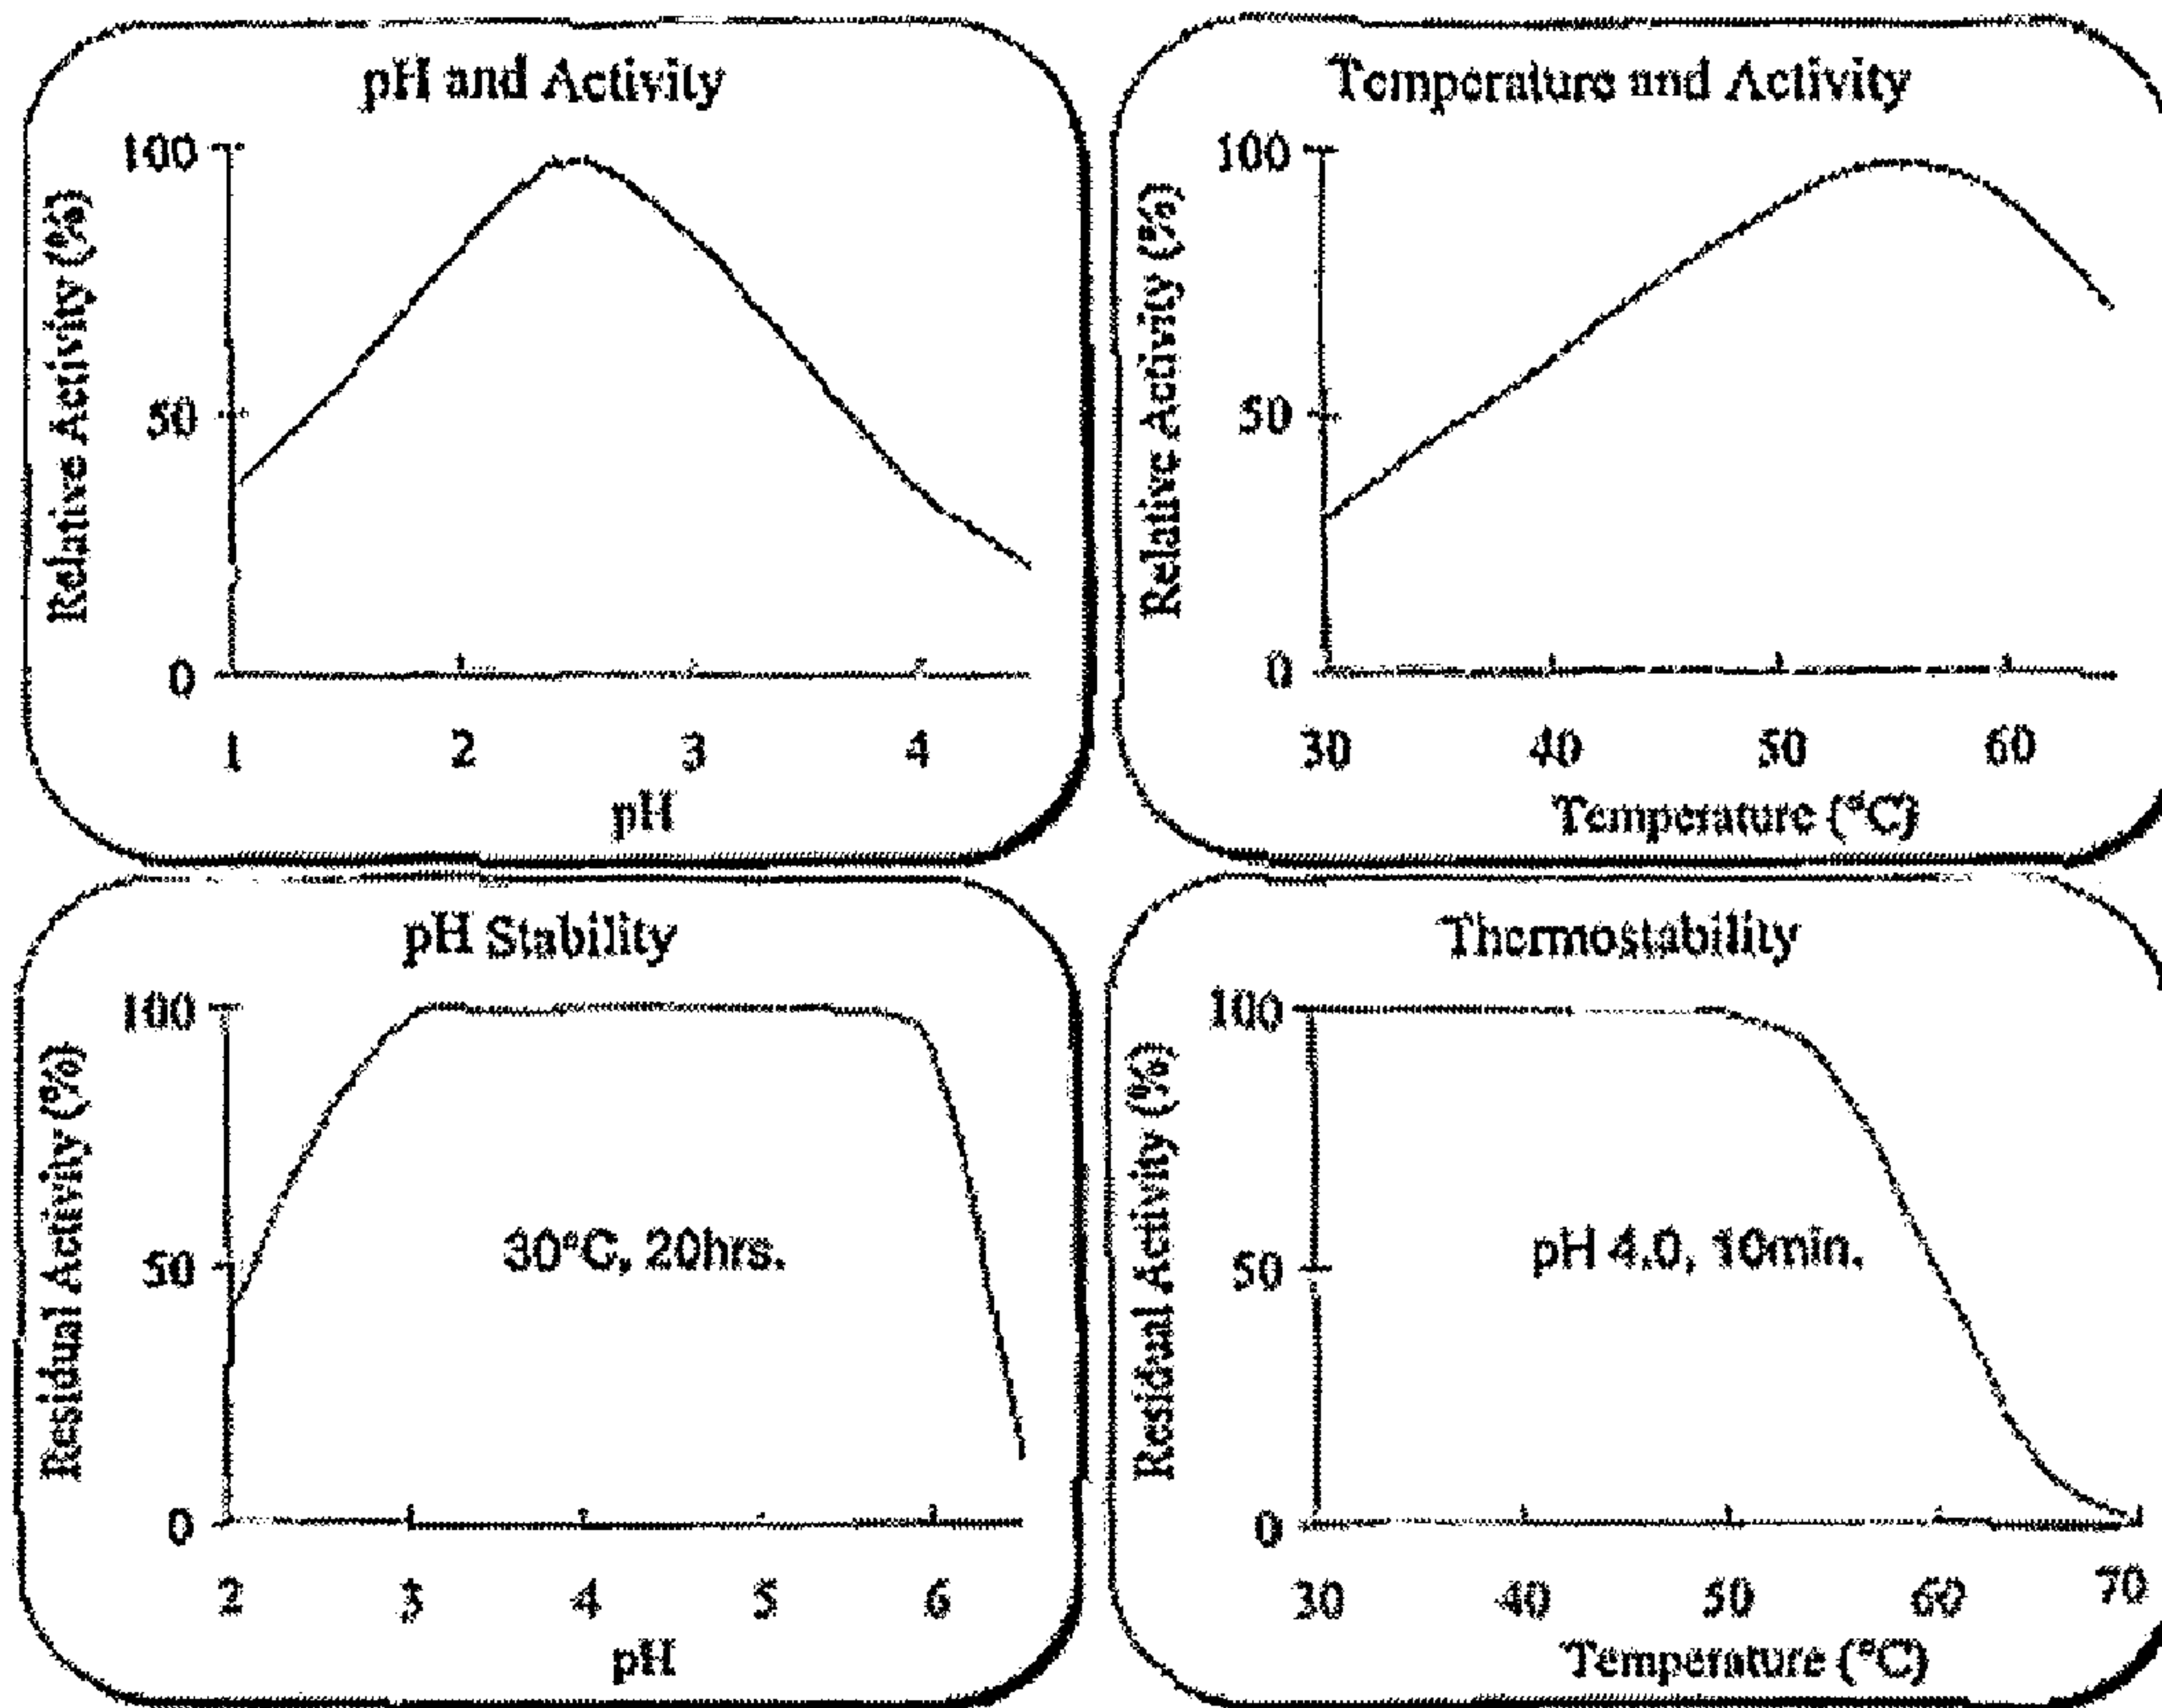 pH and Activity
Relative Activity (%)
100
50
0
1 2 3 4
pH
Temperature and Activity
Relative Activity (%)
100
50
0
30 40 50 60
Temperature (°C)
pH Stability
Residual Activity (%)
100
50
0
30°C, 20hrs.
2 3 4 5 6
pH
Thermostability
Residual Activity (%)
100
50
0
pH 4.0, 10min.
30 40 50 60 70
Temperature (°C)